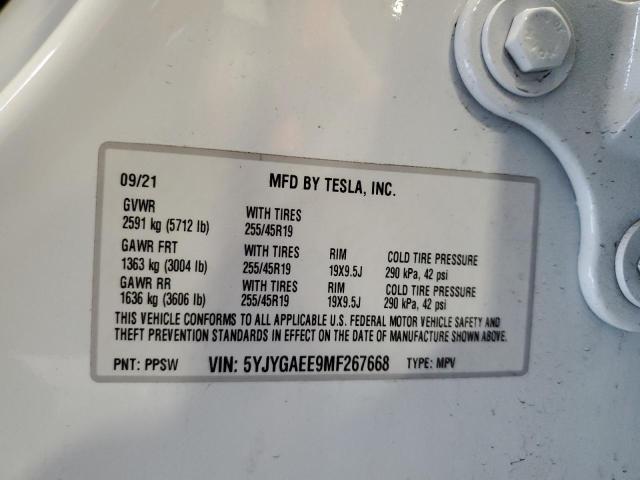 09/21 MFD BY TESLA, INC.
GVWR
2591 kg (5712 lb) WITH TIRES
255/45R19
GAWR FRT WITH TIRES RIM COLD TIRE PRESSURE
1363 kg (3004 lb) 255/45R19 19X9.5J 290 kPa, 42 psi
GAWR RR WITH TIRES RIM COLD TIRE PRESSURE
1636 kg (3606 lb) 255/45R19 19X9.5J 290 kPa, 42 psi
THIS VEHICLE CONFORMS TO ALL APPLICABLE U.S. FEDERAL MOTOR VEHICLE SAFETY AND
THEFT PREVENTION STANDARDS IN EFFECT ON THE DATE OF MANUFACTURE SHOWN ABOVE.
PNT: PPSW VIN: 5YJYGAEE9MF267668 TYPE: MPV